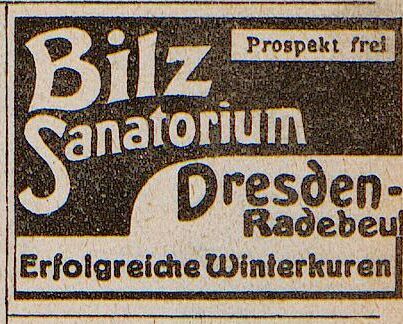 Bilz
Prospekt frei
Sanatorium
Dresden-
Radebeul
Erfolgreiche Winterkuren